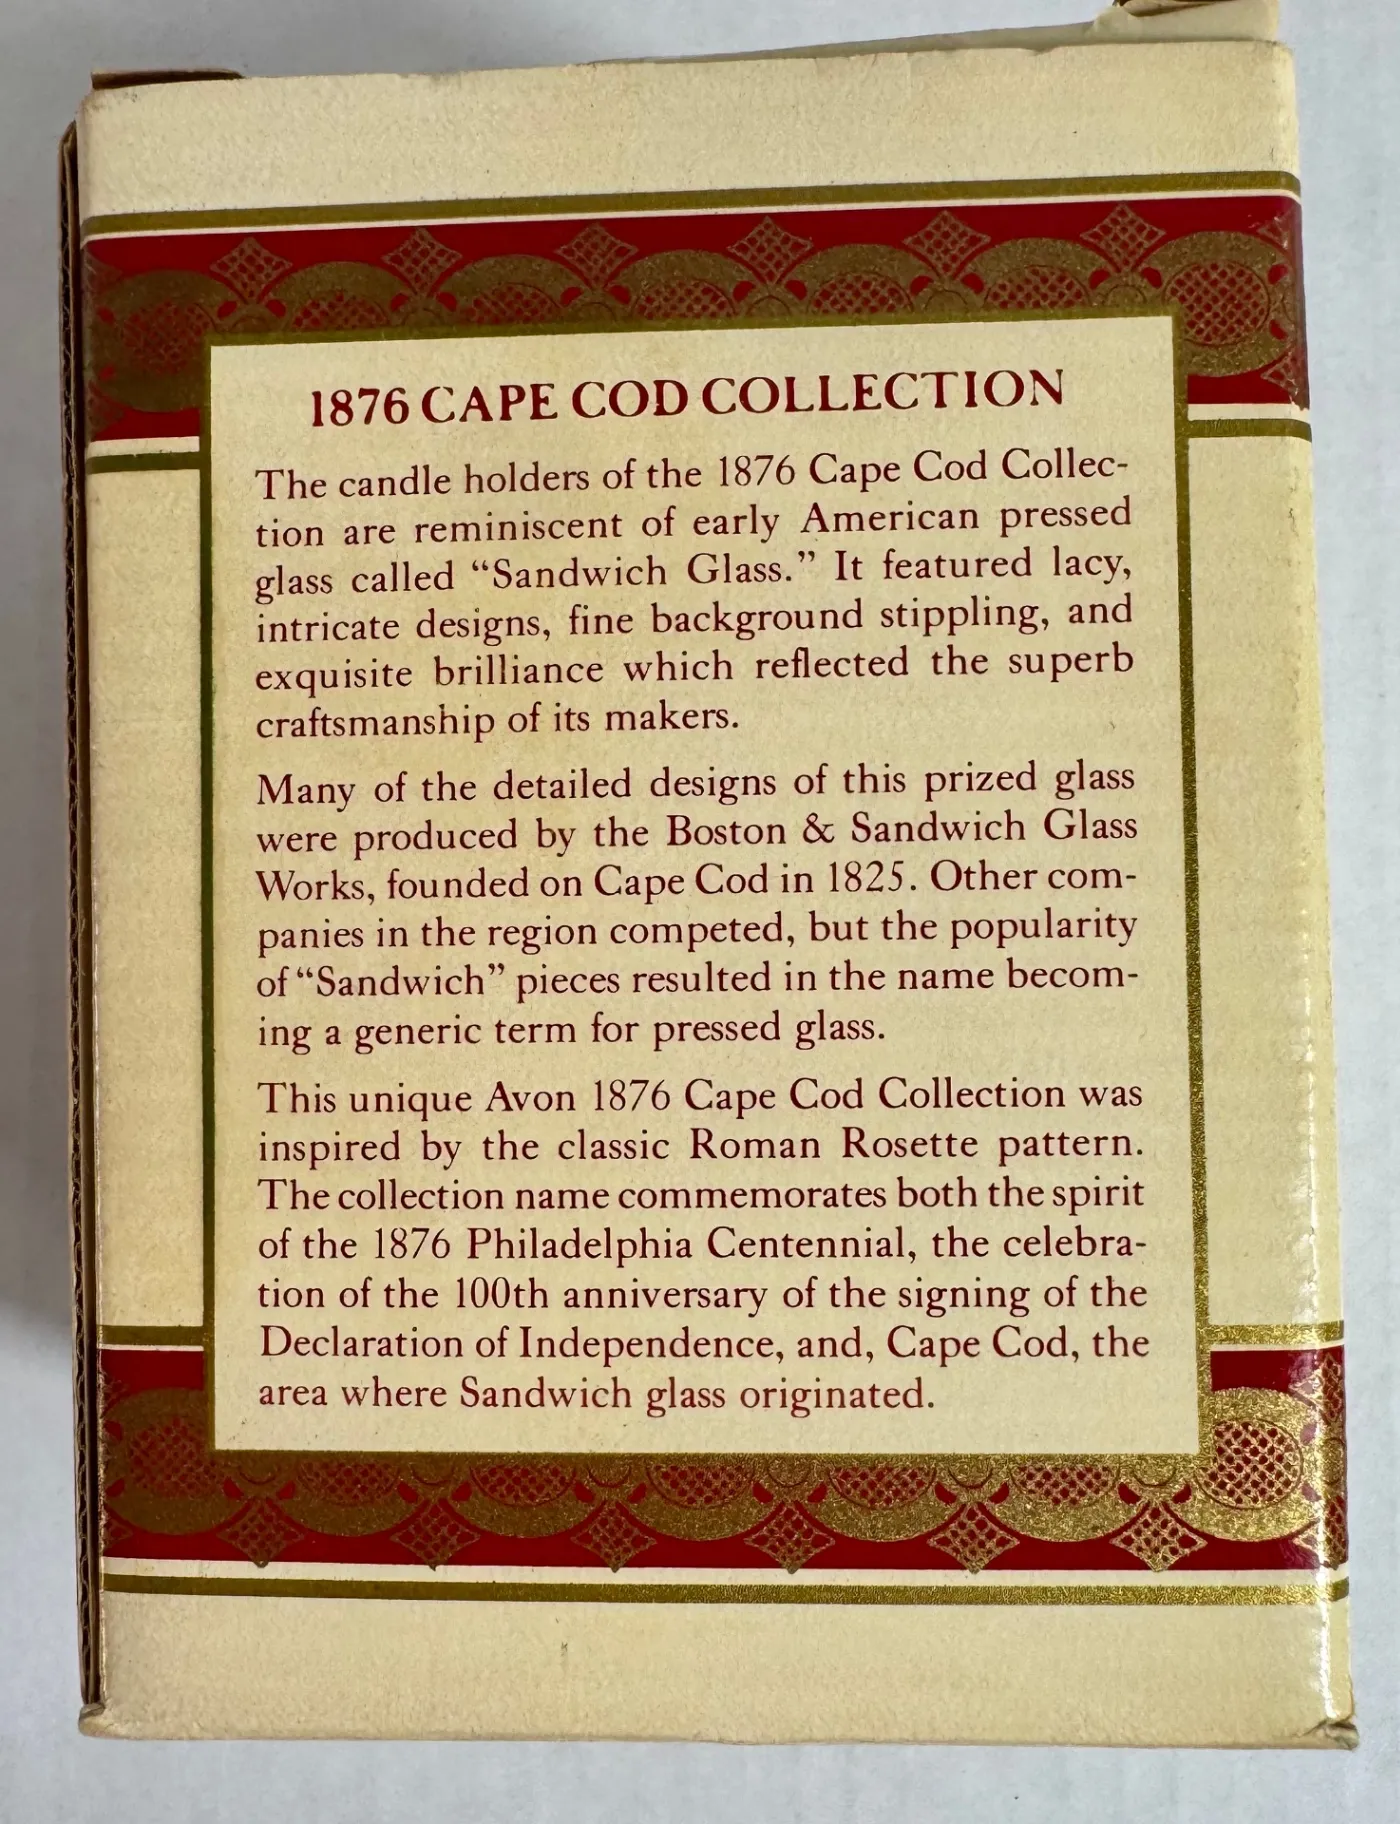 1876 CAPE COD COLLECTION
The candle holders of the 1876 Cape Cod Collec-
tion are reminiscent of early American pressed
glass called “Sandwich Glass.” It featured lacy,
intricate designs, fine background stippling, and
exquisite brilliance which reflected the superb
craftsmanship of its makers.
Many of the detailed designs of this prized glass
were produced by the Boston & Sandwich Glass
Works, founded on Cape Cod in 1825. Other com-
panies in the region competed, but the popularity
of “Sandwich” pieces resulted in the name becom-
ing a generic term for pressed glass.
This unique Avon 1876 Cape Cod Collection was
inspired by the classic Roman Rosette pattern.
The collection name commemorates both the spirit
of the 1876 Philadelphia Centennial, the celebra-
tion of the 100th anniversary of the signing of the
Declaration of Independence, and, Cape Cod, the
area where Sandwich glass originated.